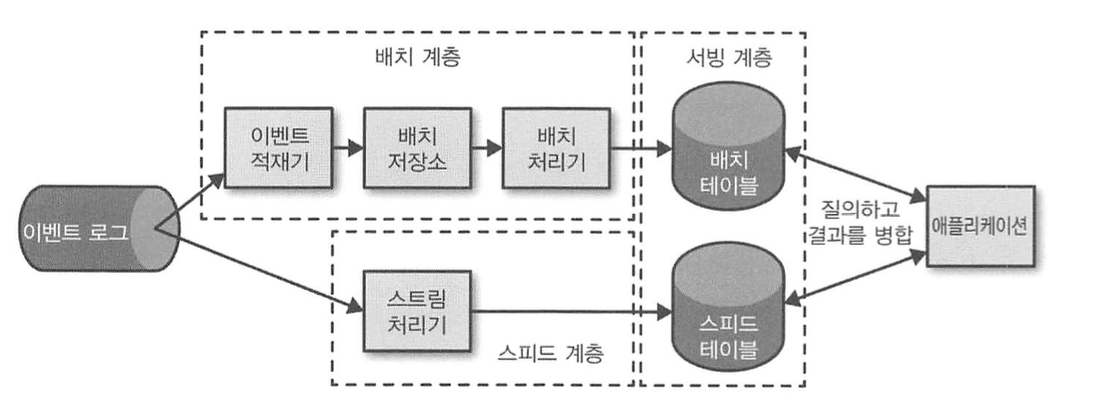 배치 계층
서빙 계층
이벤트
적재기
배치
저장소
배치
처리기
배치
테이블
이벤트 로그
질의하고
결과를 병합
애플리케이션
스트림
처리기
스피드 계층
스피드
테이블